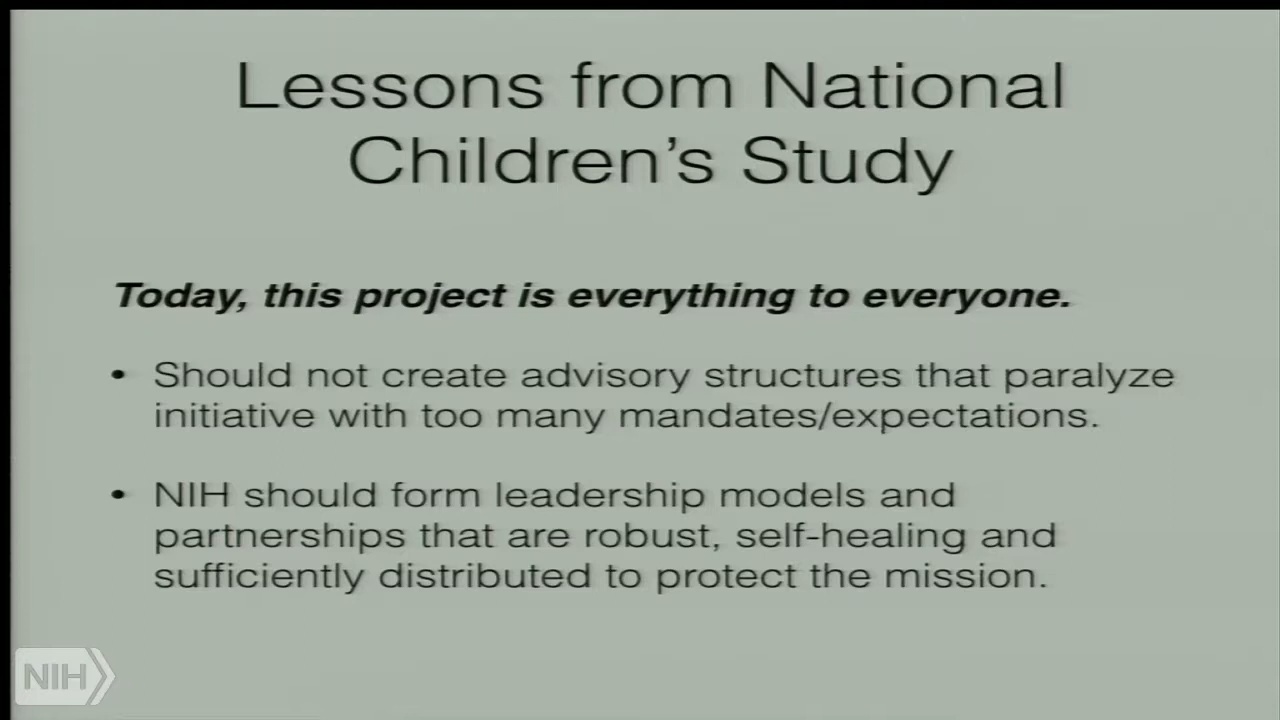 Lessons from National
Children’s Study
Today, this project is everything to everyone.
• Should not create advisory structures that paralyze
initiative with too many mandates/expectations.
• NIH should form leadership models and
partnerships that are robust, self-healing and
sufficiently distributed to protect the mission.
NIH